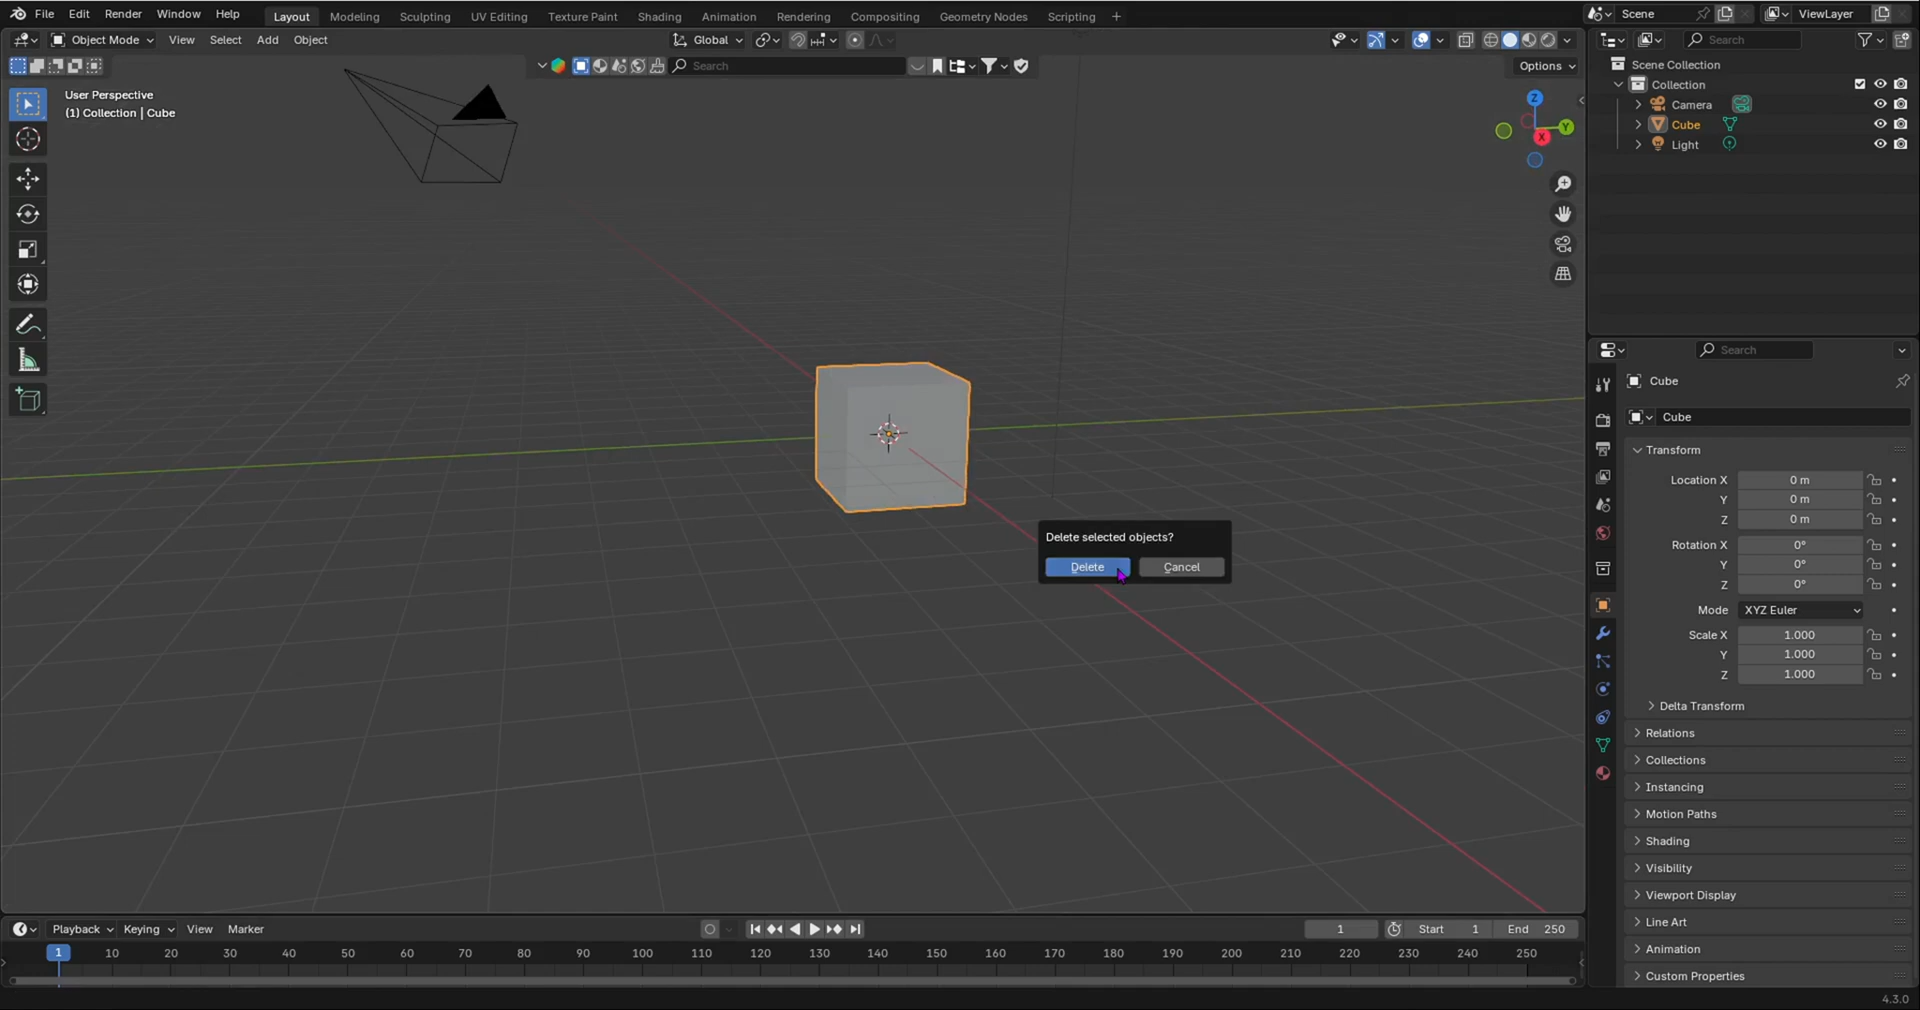 File Edit Render Window Help Layout Modeling Sculpting UV Editing Texture Paint Shading Animation Rendering Compositing Geometry Nodes Scripting + Scene ViewLayer
Object Mode View Select Add Object Global Search
Search Options
User Perspective
(1) Collection | Cube
Z
Y
X
Scene Collection
Collection
Camera
Cube
Light
Delete selected objects?
Delete Cancel
Search
Cube
Cube
Transform
Location X 0 m
Y 0 m
Z 0 m
Rotation X 0°
Y 0°
Z 0°
Mode XYZ Euler
Scale X 1.000
Y 1.000
Z 1.000
Delta Transform
Relations
Collections
Instancing
Motion Paths
Shading
Visibility
Viewport Display
Line Art
Animation
Custom Properties
Playback Keying View Marker 1 Start 1 End 250
1 10 20 30 40 50 60 70 80 90 100 110 120 130 140 150 160 170 180 190 200 210 220 230 240 250
4.3.0